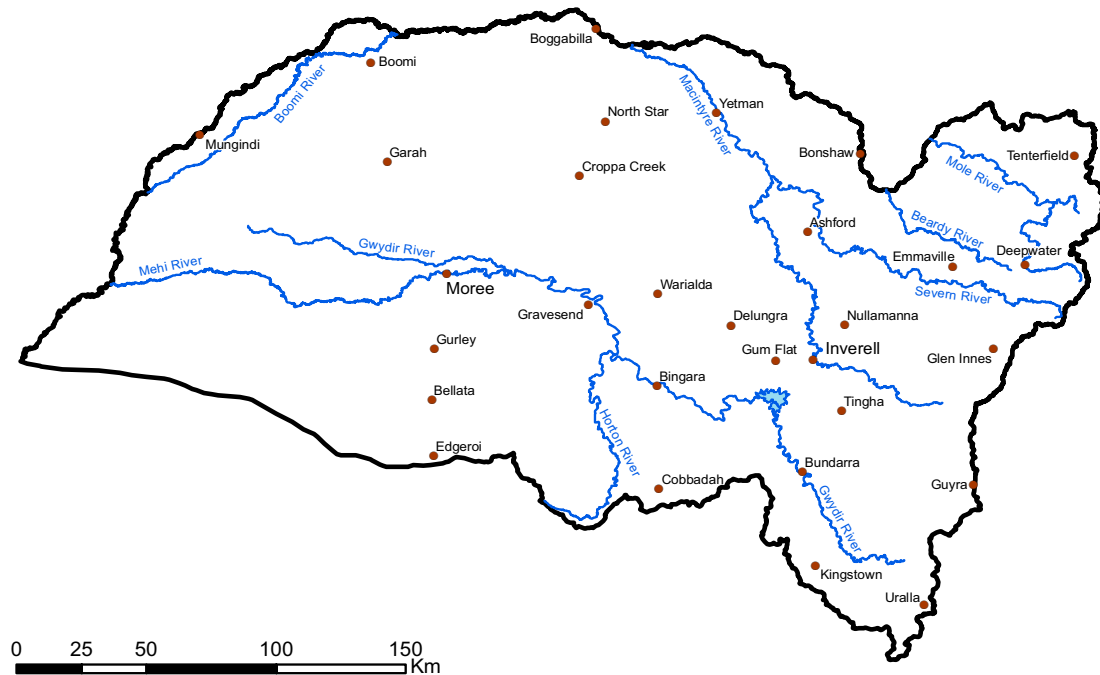 Boggabilla
Boomi
Boomi River
Macintyre River
Yetman
North Star
Mungindi
Garah
Croppa Creek
Bonshaw
Tenterfield
Mole River
Ashford
Beardy River
Gwydir River
Mehi River
Emmaville
Deepwater
Moree
Warialda
Severn River
Gravesend
Delungra
Nullamanna
Gurley
Gum Flat
Inverell
Glen Innes
Bellata
Bingara
Tingha
Horton River
Edgeroi
Bundarra
Cobbadah
Guyra
Gwydir River
Kingstown
Uralla
0 25 50 100 150
Km